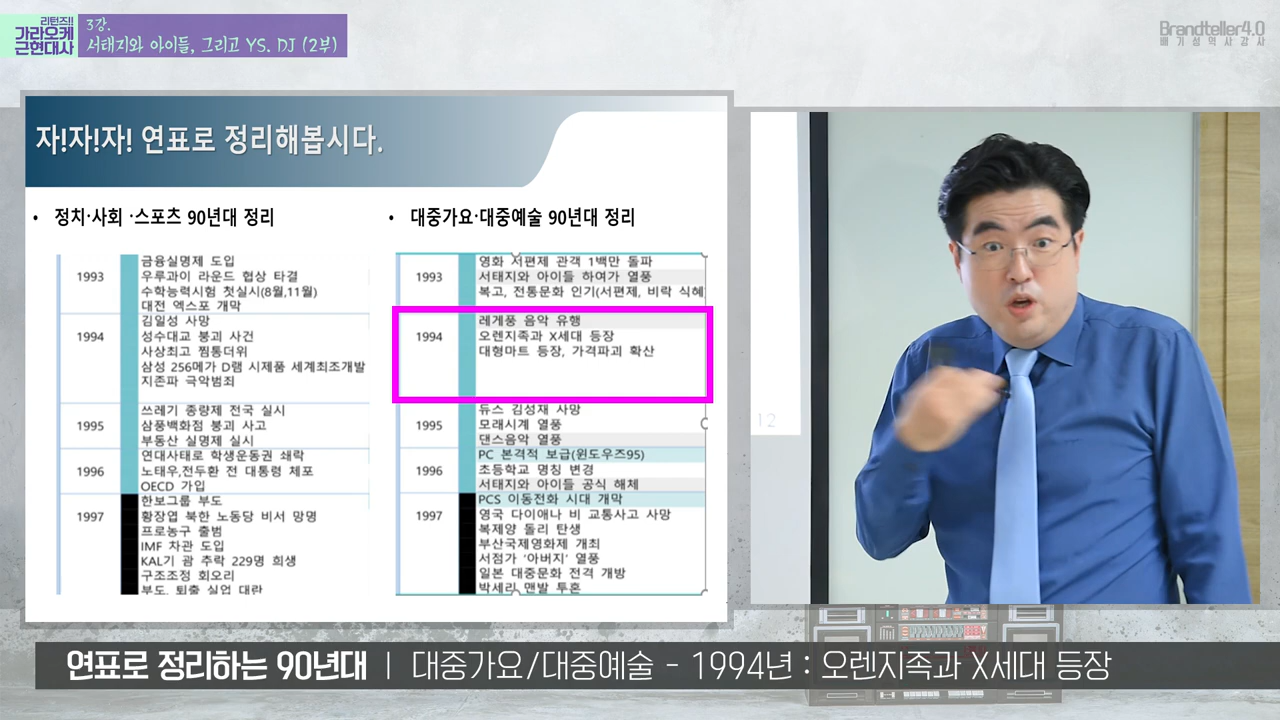 리턴즈!!
가라오케
근현대사
3강.
서태지와 아이들, 그리고 YS. DJ (2부)
Brandteller4.0
배기성역사강사
자!자!자! 연표로 정리해봅시다.
• 정치·사회 ·스포츠 90년대 정리
1993
금융실명제 도입
우루과이 라운드 협상 타결
수학능력시험 첫실시(8월,11월)
대전 엑스포 개막
1994
김일성 사망
성수대교 붕괴 사건
사상최고 찜통더위
삼성 256메가 D램 시제품 세계최초개발
지존파 극악범죄
1995
쓰레기 종량제 전국 실시
삼풍백화점 붕괴 사고
부동산 실명제 실시
1996
연대사태로 학생운동권 쇄락
노태우,전두환 전 대통령 체포
OECD 가입
1997
한보그룹 부도
황장엽 북한 노동당 비서 망명
프로농구 출범
IMF 차관 도입
KAL기 괌 추락 229명 희생
구조조정 회오리
부도, 퇴출 실업 대란
• 대중가요·대중예술 90년대 정리
1993
영화 서편제 관객 1백만 돌파
서태지와 아이들 하여가 열풍
복고, 전통문화 인기(서편제, 비락 식혜
1994
레게풍 음악 유행
오렌지족과 X세대 등장
대형마트 등장, 가격파괴 확산
1995
듀스 김성재 사망
모래시계 열풍
댄스음악 열풍
1996
PC 본격적 보급(윈도우즈95)
초등학교 명칭 변경
서태지와 아이들 공식 해체
1997
PCS 이동전화 시대 개막
영국 다이애나 비 교통사고 사망
복제양 돌리 탄생
부산국제영화제 개최
서점가 '아버지' 열풍
일본 대중문화 전격 개방
박세리 맨발 투혼
12
연표로 정리하는 90년대 | 대중가요/대중예술 - 1994년 : 오렌지족과 X세대 등장